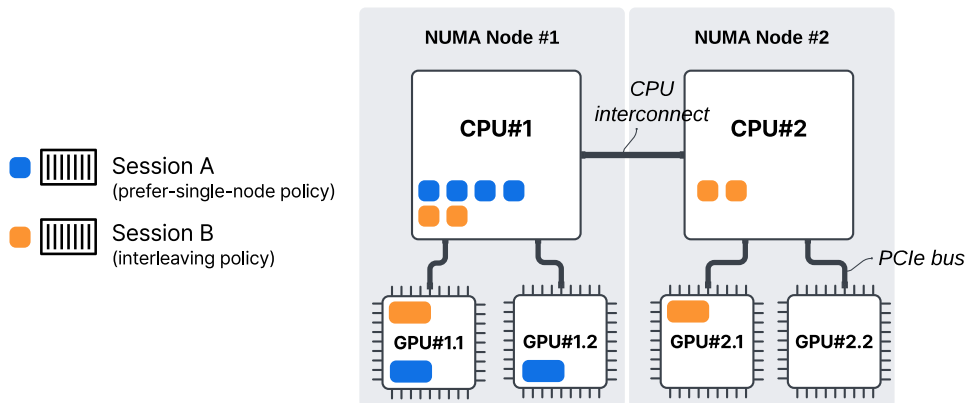 NUMA Node #1
NUMA Node #2
CPU
interconnect
CPU#1
CPU#2
Session A
(prefer-single-node policy)
Session B
(interleaving policy)
PCIe bus
GPU#1.1
GPU#1.2
GPU#2.1
GPU#2.2